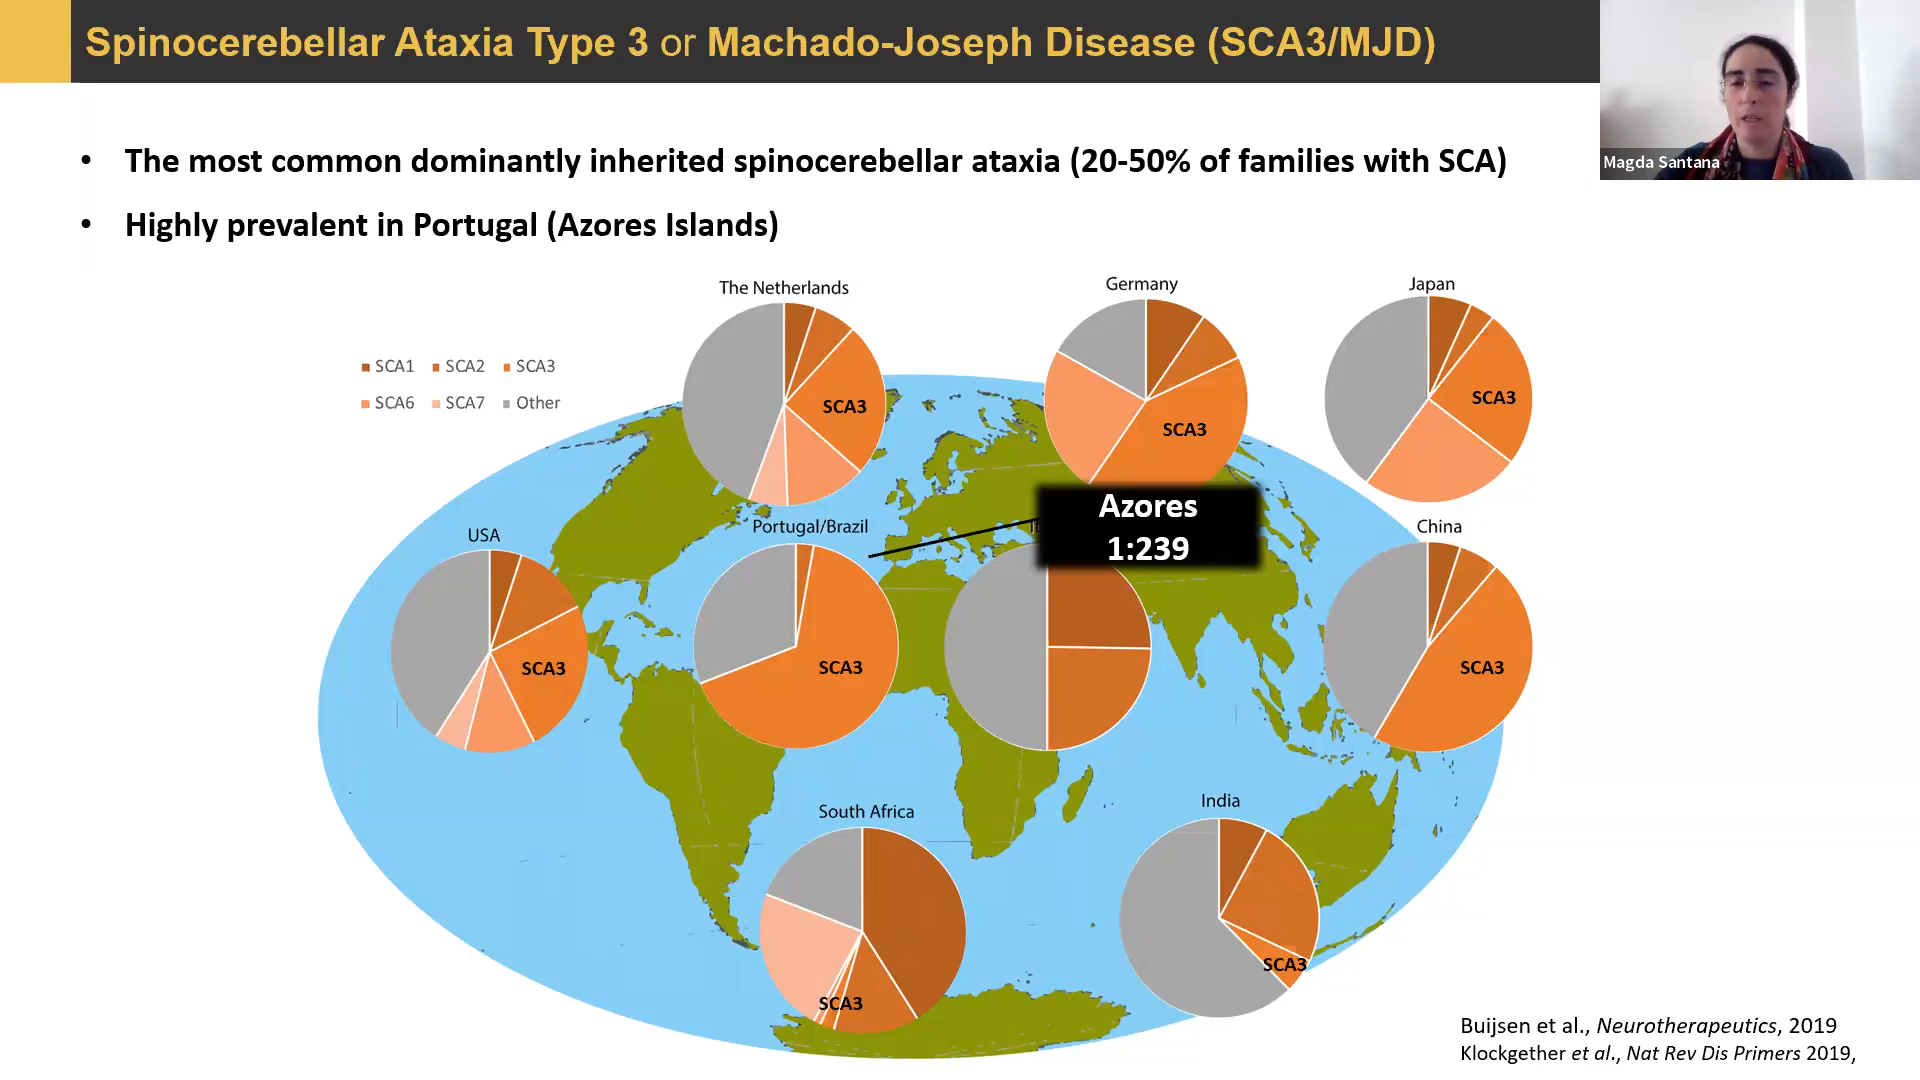 Spinocerebellar Ataxia Type 3 or Machado-Joseph Disease (SCA3/MJD)
Magda Santana
• The most common dominantly inherited spinocerebellar ataxia (20-50% of families with SCA)
• Highly prevalent in Portugal (Azores Islands)
The Netherlands
Germany
Japan
SCA1 SCA2 SCA3
SCA6 SCA7 Other
SCA3
SCA3
SCA3
Azores
1:239
USA
Portugal/Brazil
China
SCA3
SCA3
SCA3
South Africa
India
SCA3
SCA3
Buijsen et al., Neurotherapeutics, 2019
Klockgether et al., Nat Rev Dis Primers 2019,